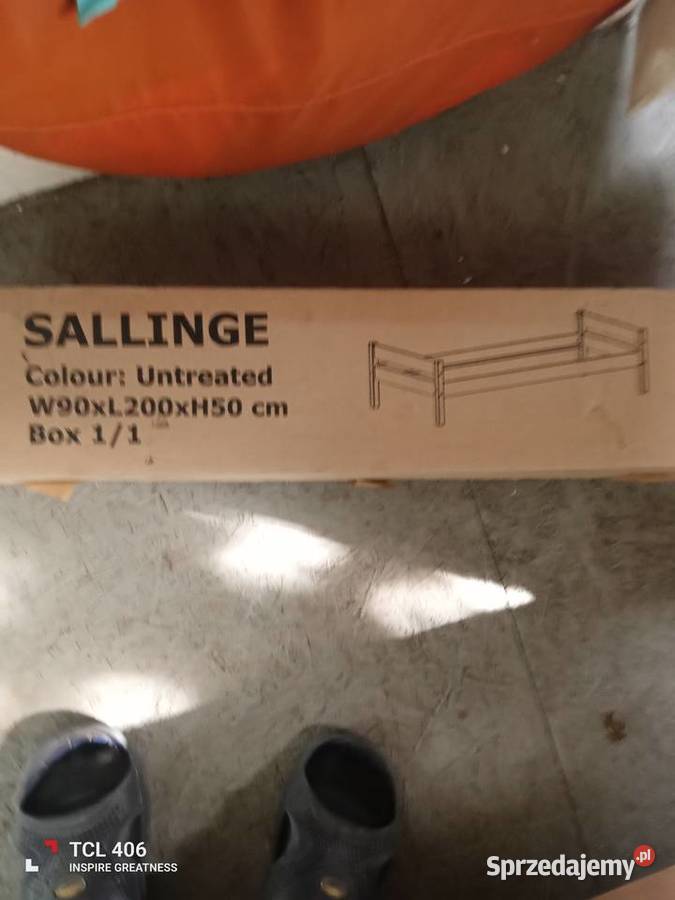 SALLINGE
Colour: Untreated
W90xL200xH50 cm
Box 1/1
TCL 406
INSPIRE GREATNESS
Sprzedajemy.pl